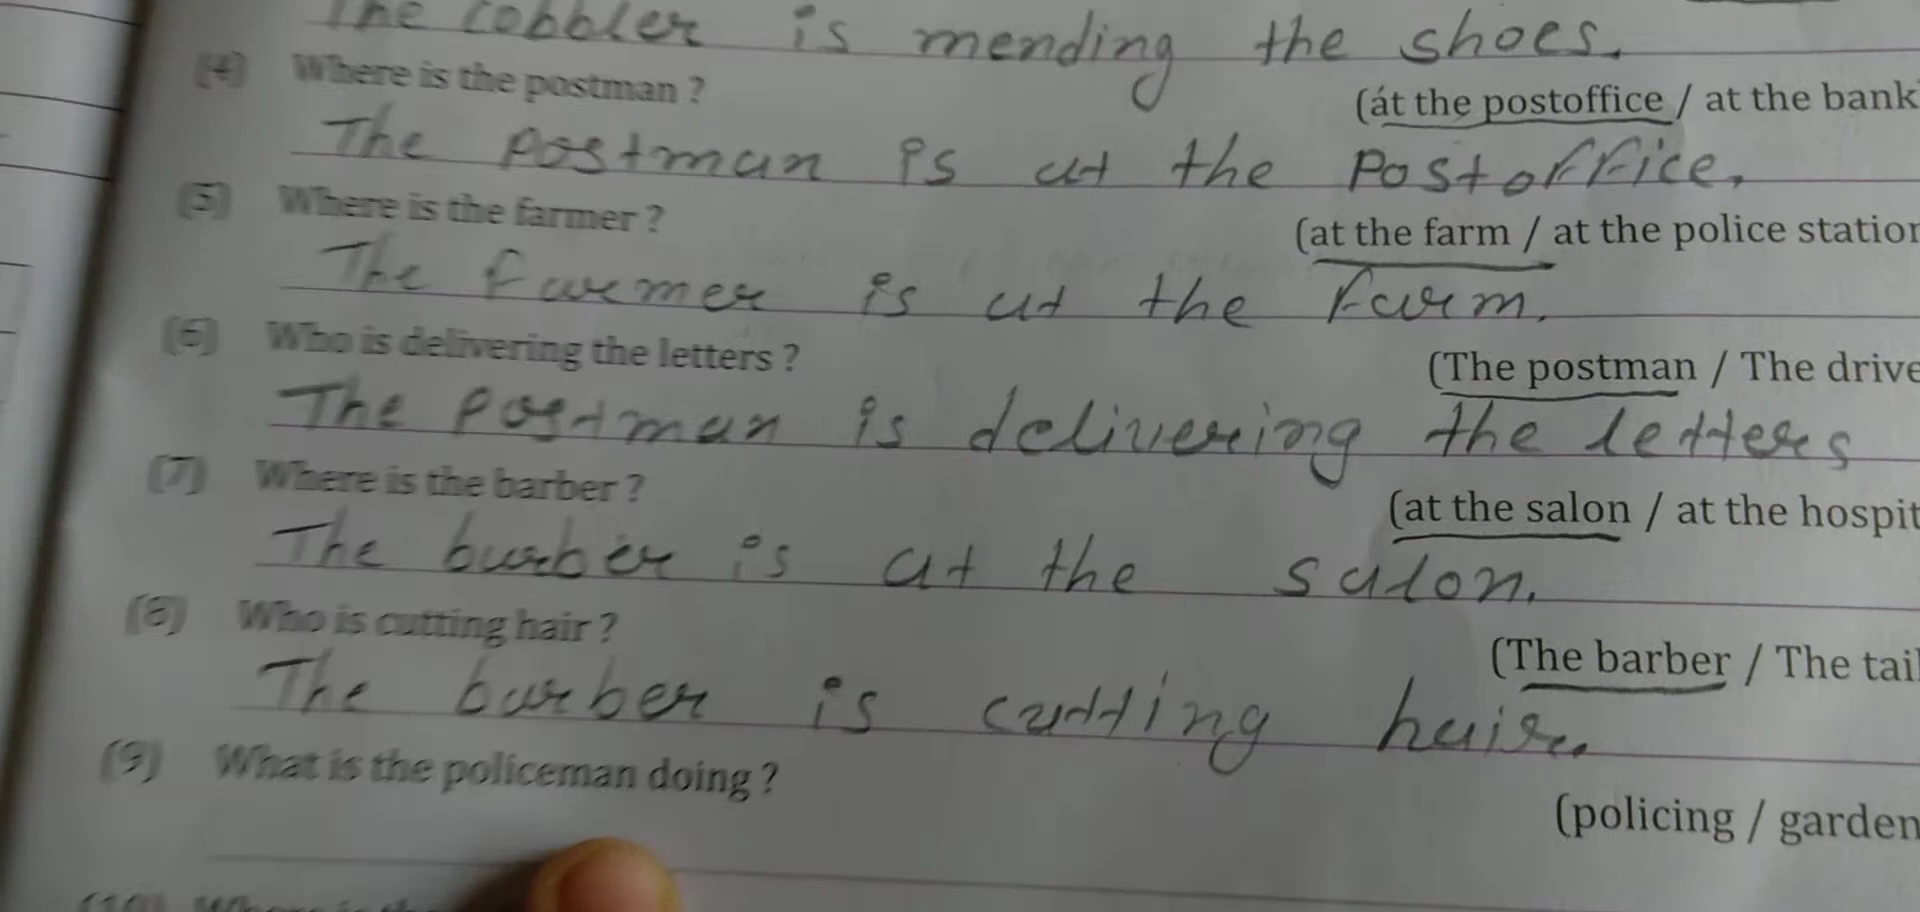 The cobbler is mending the shoes.
(4) Where is the postman ? (at the postoffice / at the bank
The postman is at the Postoffice.
(5) Where is the farmer ? (at the farm / at the police station
The farmer is at the farm.
(6) Who is delivering the letters ? (The postman / The drive
The postman is delivering the letters
(7) Where is the barber ? (at the salon / at the hospit
The barber is at the salon.
(8) Who is cutting hair ? (The barber / The tail
The barber is cutting hair.
(9) What is the policeman doing ? (policing / garden
(10) Where is the